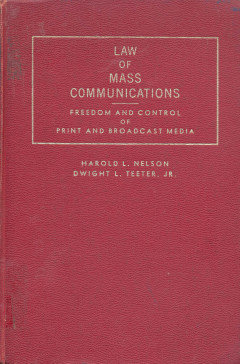 LAW
OF
MASS
COMMUNICATIONS
FREEDOM AND CONTROL
OF
PRINT AND BROADCAST MEDIA
HAROLD L. NELSON
DWIGHT L. TEETER, JR.